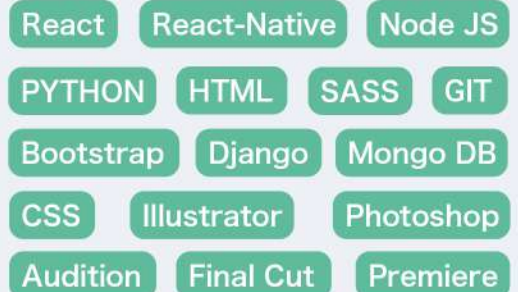 React React-Native Node JS
PYTHON HTML SASS GIT
Bootstrap Django Mongo DB
CSS Illustrator Photoshop
Audition Final Cut Premiere